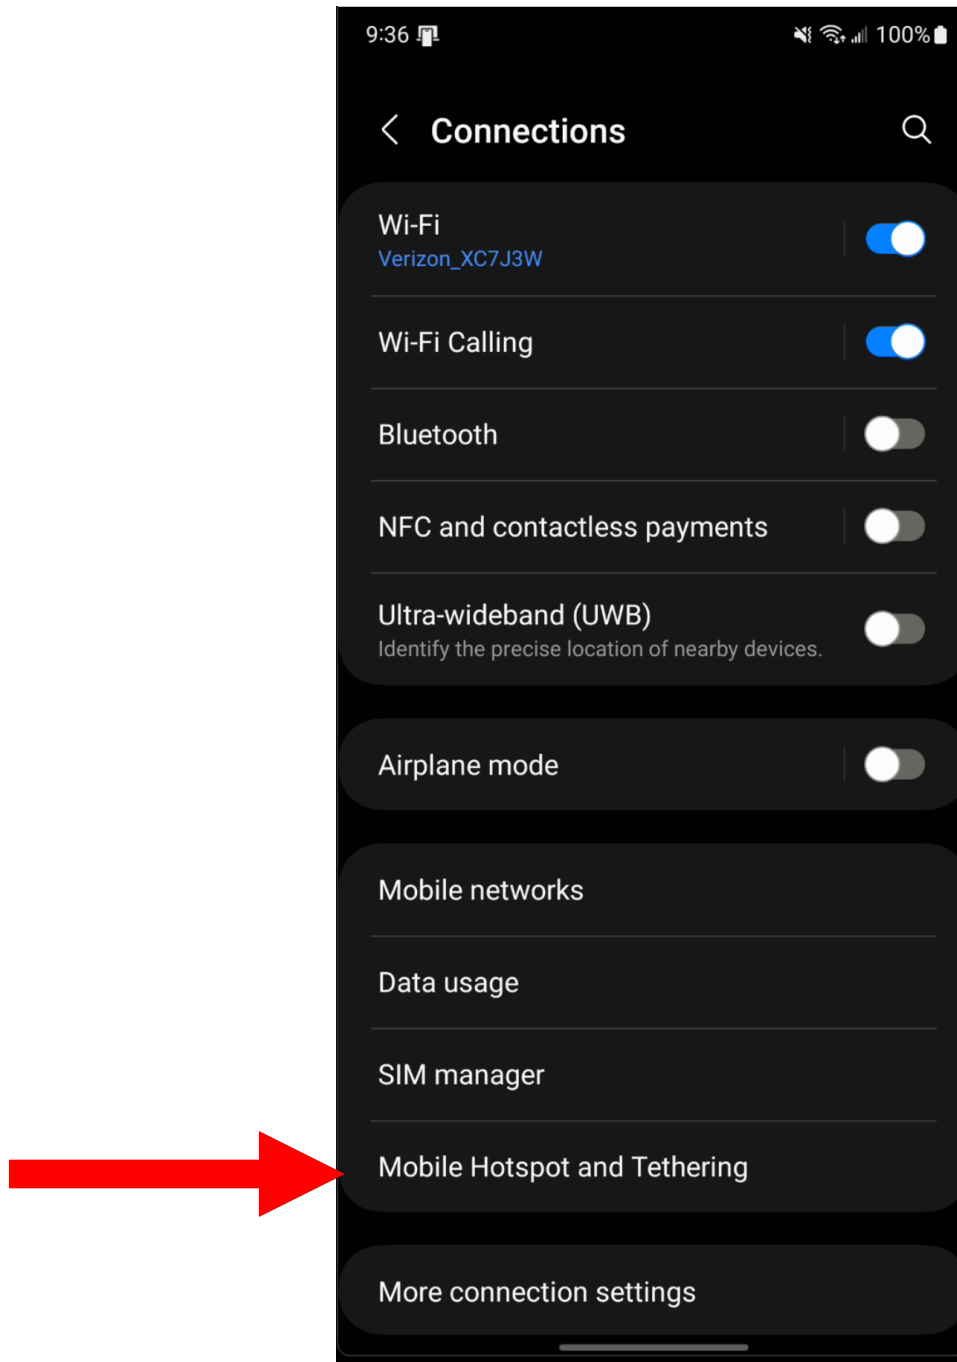 9:36
100%
Connections
Wi-Fi
Verizon_XC7J3W
Wi-Fi Calling
Bluetooth
NFC and contactless payments
Ultra-wideband (UWB)
Identify the precise location of nearby devices.
Airplane mode
Mobile networks
Data usage
SIM manager
Mobile Hotspot and Tethering
More connection settings